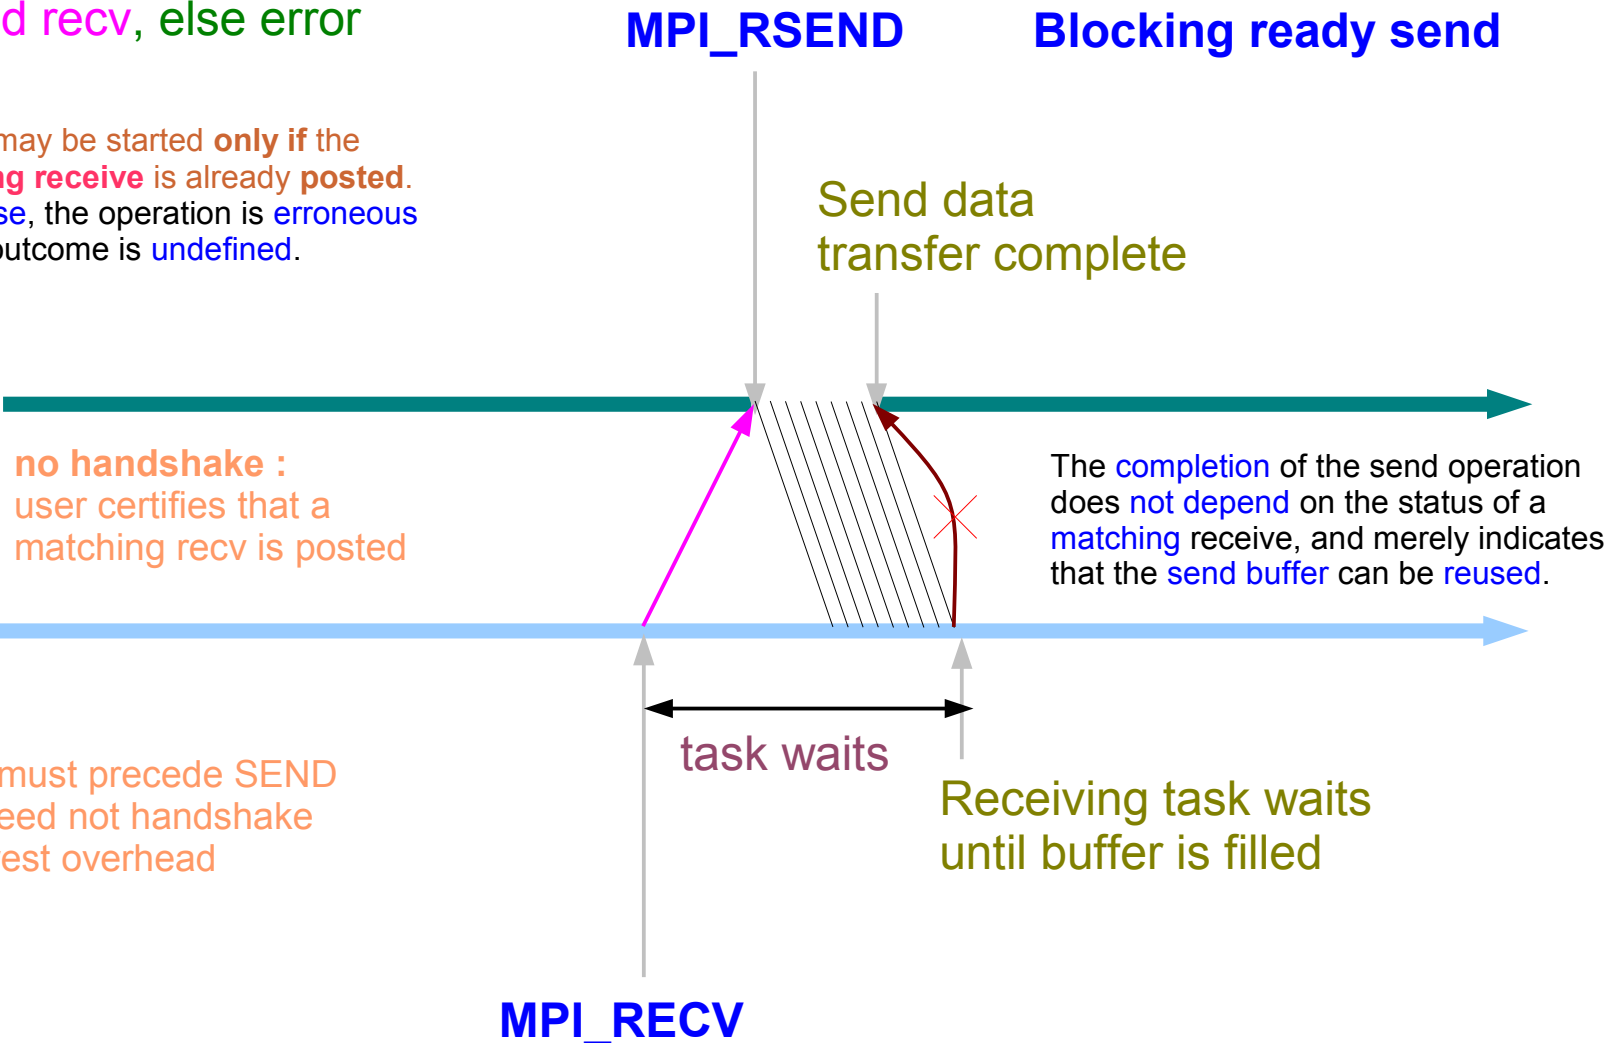 d recv, else error
MPI_RSEND
Blocking ready send
may be started only if the
ng receive is already posted.
se, the operation is erroneous
outcome is undefined.
Send data
transfer complete
no handshake :
user certifies that a
matching recv is posted
The completion of the send operation
does not depend on the status of a
matching receive, and merely indicates
that the send buffer can be reused.
task waits
must precede SEND
eed not handshake
est overhead
Receiving task waits
until buffer is filled
MPI_RECV